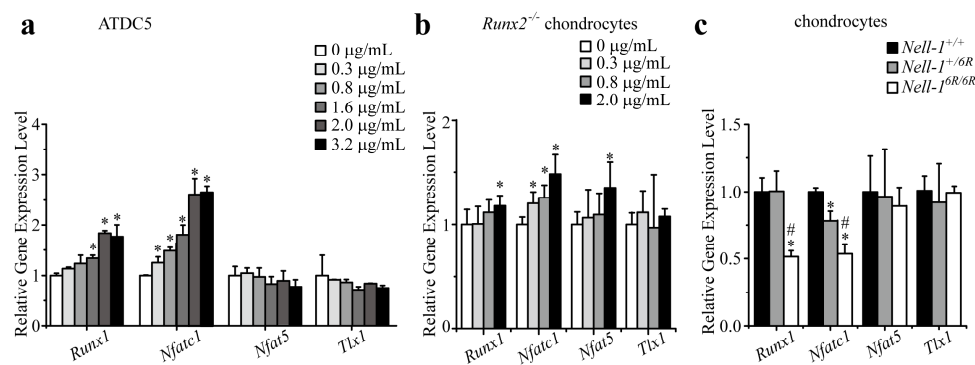 a
ATDC5
0 µg/mL
0.3 µg/mL
0.8 µg/mL
1.6 µg/mL
2.0 µg/mL
3.2 µg/mL
Relative Gene Expression Level
4
3
2
1
0
* * *
* * * * *
Runx1
Nfatc1
Nfat5
Tlx1
b
Runx2-/- chondrocytes
0 µg/mL
0.3 µg/mL
0.8 µg/mL
2.0 µg/mL
Relative Gene Expression Level
2
1
0
*
* * *
*
Runx1
Nfatc1
Nfat5
Tlx1
c
chondrocytes
Nell-1+/+
Nell-1+/6R
Nell-16R/6R
Relative Gene Expression Level
1.5
1.0
0.5
0.0
#
*
*
#
*
Runx1
Nfatc1
Nfat5
Tlx1